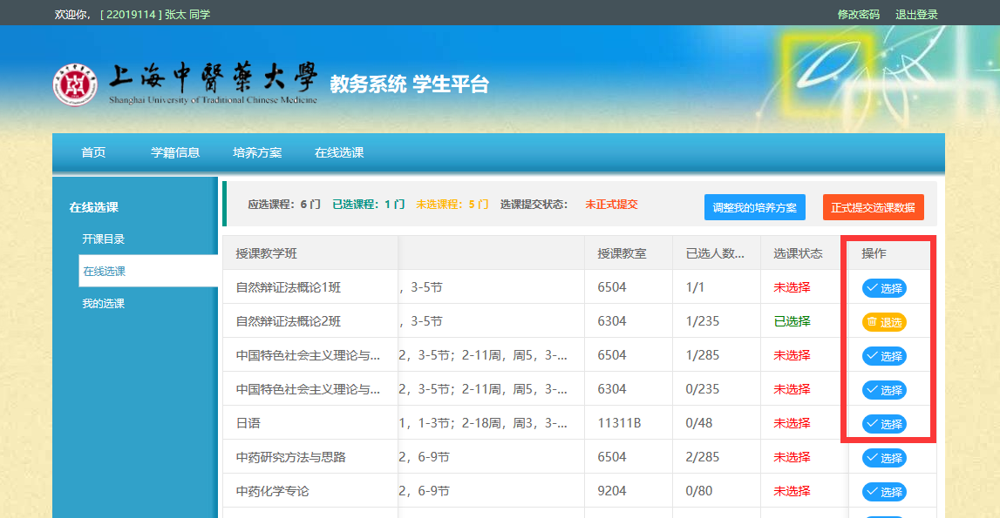 欢迎你， [ 22019114 ] 张太 同学 修改密码 退出登录
上海中醫薬大學
Shanghai University of Traditional Chinese Medicine
教务系统 学生平台
首页 学籍信息 培养方案 在线选课
在线选课
开课目录
在线选课
我的选课
应选课程：6 门 已选课程：1 门 未选课程：5 门 选课提交状态： 未正式提交 调整我的培养方案 正式提交选课数据
授课教学班 授课教室 已选人数... 选课状态 操作
自然辩证法概论1班 ，3-5节 6504 1/1 未选择 选择
自然辩证法概论2班 ，3-5节 6304 1/235 已选择 退选
中国特色社会主义理论与... 2，3-5节；2-11周，周5，3-... 6504 1/285 未选择 选择
中国特色社会主义理论与... 2，3-5节；2-11周，周5，3-... 6304 0/235 未选择 选择
日语 1，1-3节；2-18周，周3，3-... 11311B 0/48 未选择 选择
中药研究方法与思路 2，6-9节 6504 2/285 未选择 选择
中药化学专论 2，6-9节 9204 0/80 未选择 选择